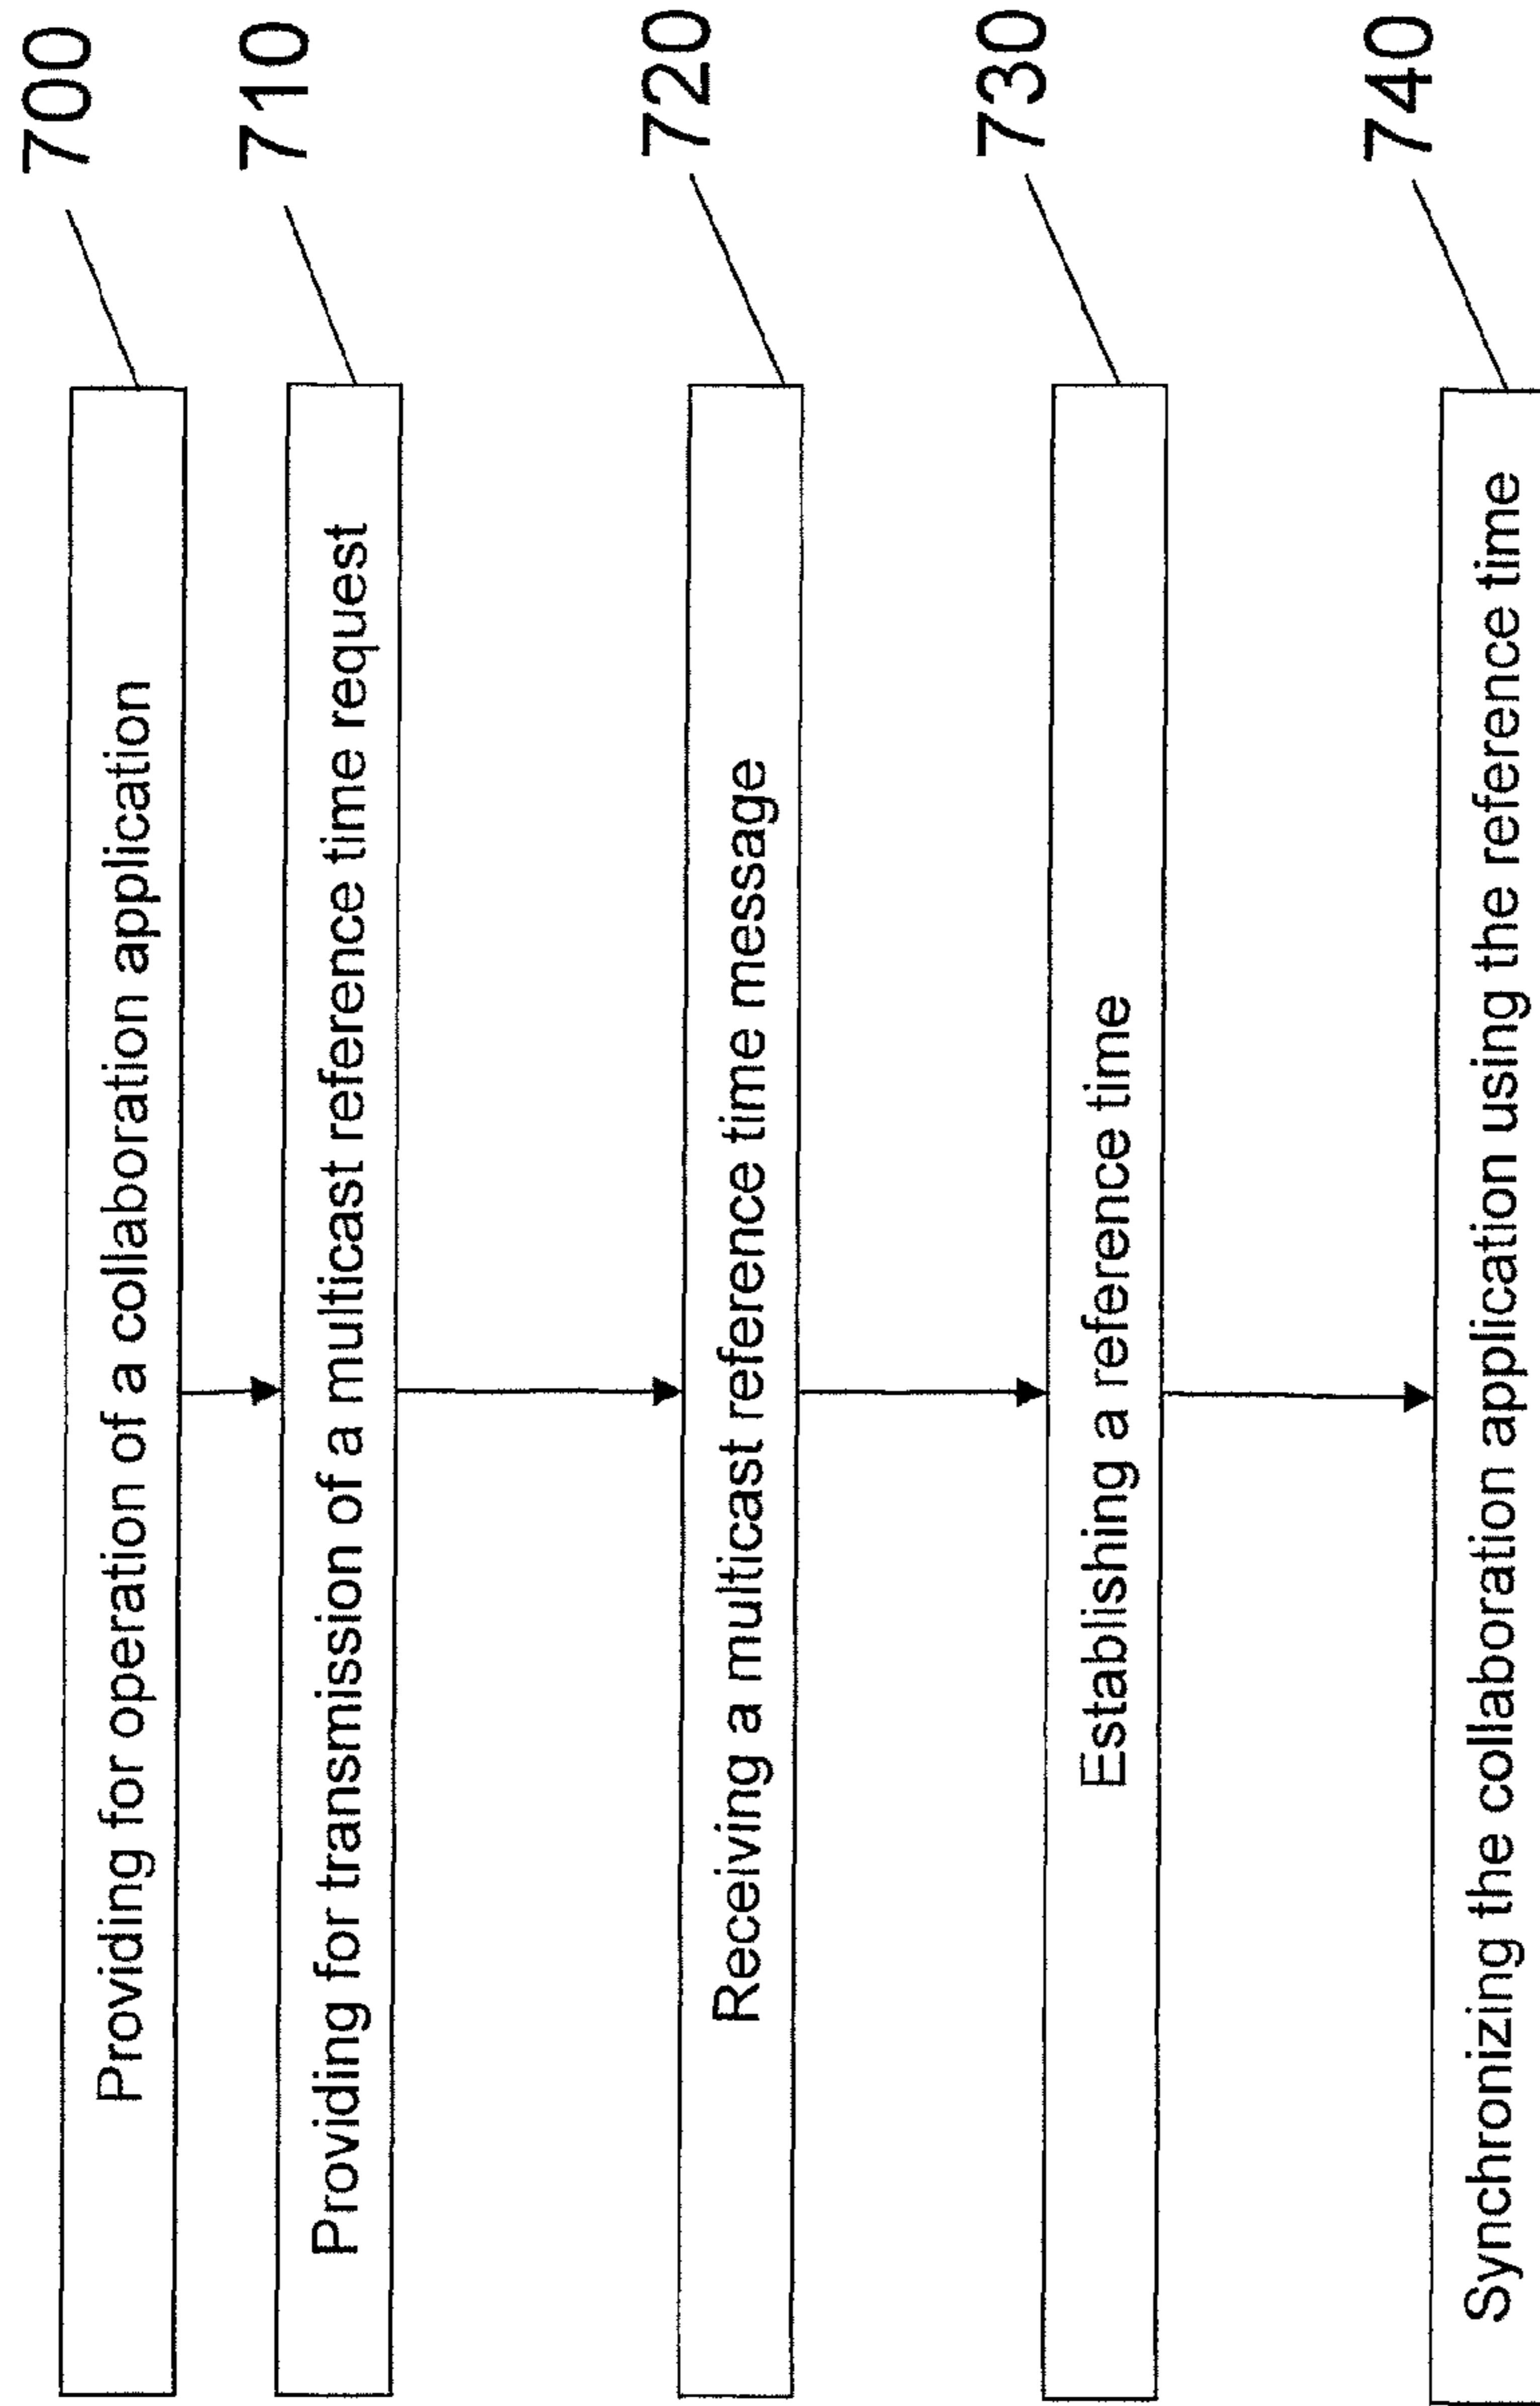 Providing for operation of a collaboration application
700
Providing for transmission of a multicast reference time request
710
Receiving a multicast reference time message
720
Establishing a reference time
730
Synchronizing the collaboration application using the reference time
740